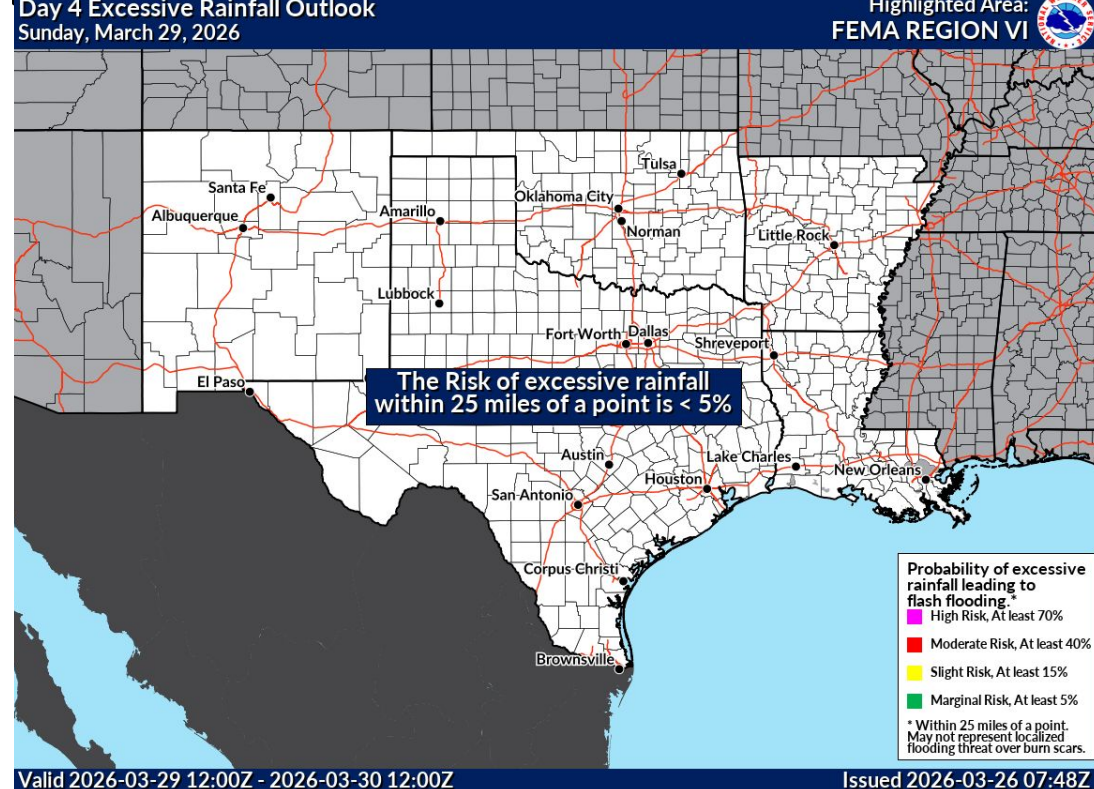 Day 4 Excessive Rainfall Outlook
Sunday, March 29, 2026
Highlighted Area:
FEMA REGION VI
Tulsa
Santa Fe
Oklahoma City
Albuquerque
Amarillo
Norman
Little Rock
Lubbock
Fort Worth
Dallas
Shreveport
El Paso
The Risk of excessive rainfall
within 25 miles of a point is < 5%
Austin
Lake Charles
New Orleans
Houston
San Antonio
Corpus Christi
Brownsville
Probability of excessive
rainfall leading to
flash flooding.*
High Risk, At least 70%
Moderate Risk, At least 40%
Slight Risk, At least 15%
Marginal Risk, At least 5%
* Within 25 miles of a point.
May not represent localized
flooding threat over burn scars.
Valid 2026-03-29 12:00Z - 2026-03-30 12:00Z
Issued 2026-03-26 07:48Z